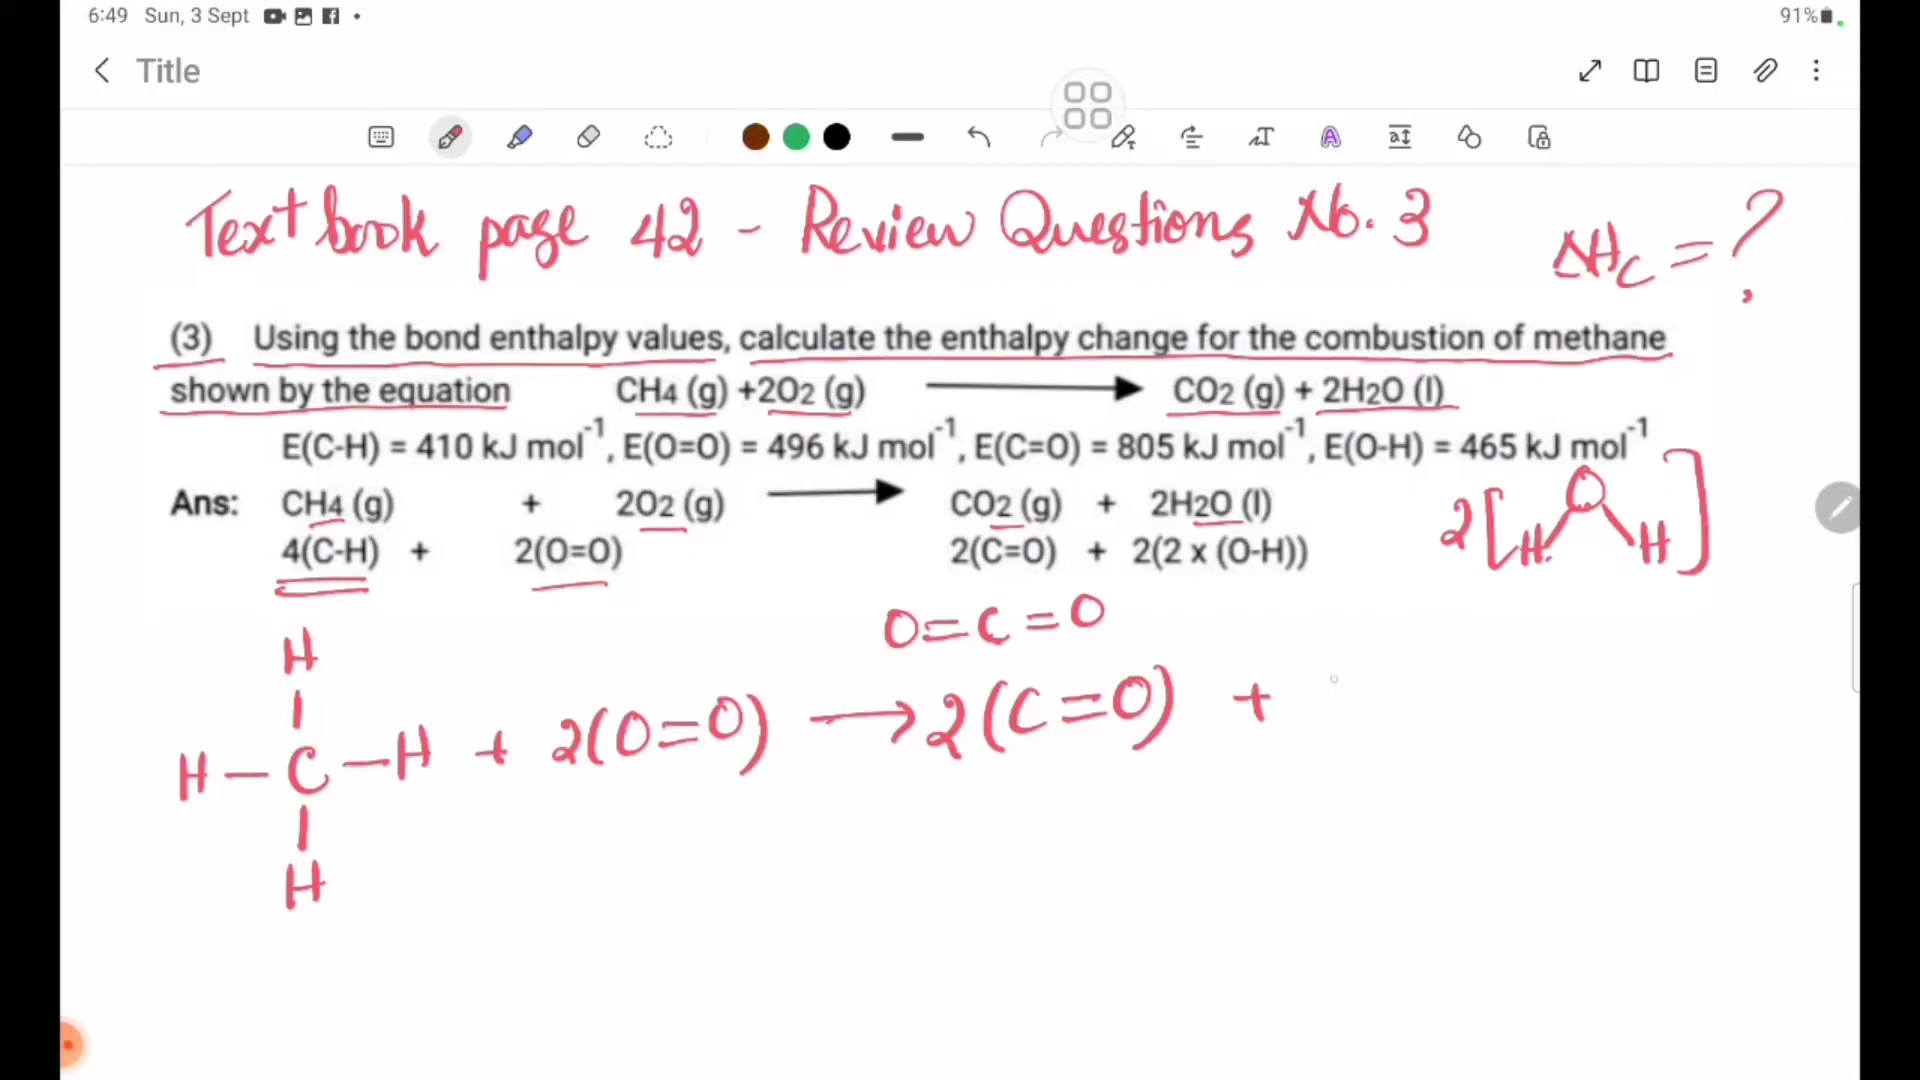 6:49 Sun, 3 Sept 91%
Title
Textbook page 42 - Review Questions No. 3
ΔHc = ?
(3) Using the bond enthalpy values, calculate the enthalpy change for the combustion of methane
shown by the equation CH4 (g) +2O2 (g) ⟶ CO2 (g) + 2H2O (l)
E(C-H) = 410 kJ mol⁻¹, E(O=O) = 496 kJ mol⁻¹, E(C=O) = 805 kJ mol⁻¹, E(O-H) = 465 kJ mol⁻¹
Ans: CH4 (g) + 2O2 (g) ⟶ CO2 (g) + 2H2O (l)
4(C-H) + 2(O=O) 2(C=O) + 2(2 x (O-H))
2[H O H]
O=C=O
H
H-C-H + 2(O=O) → 2(C=O) +
H